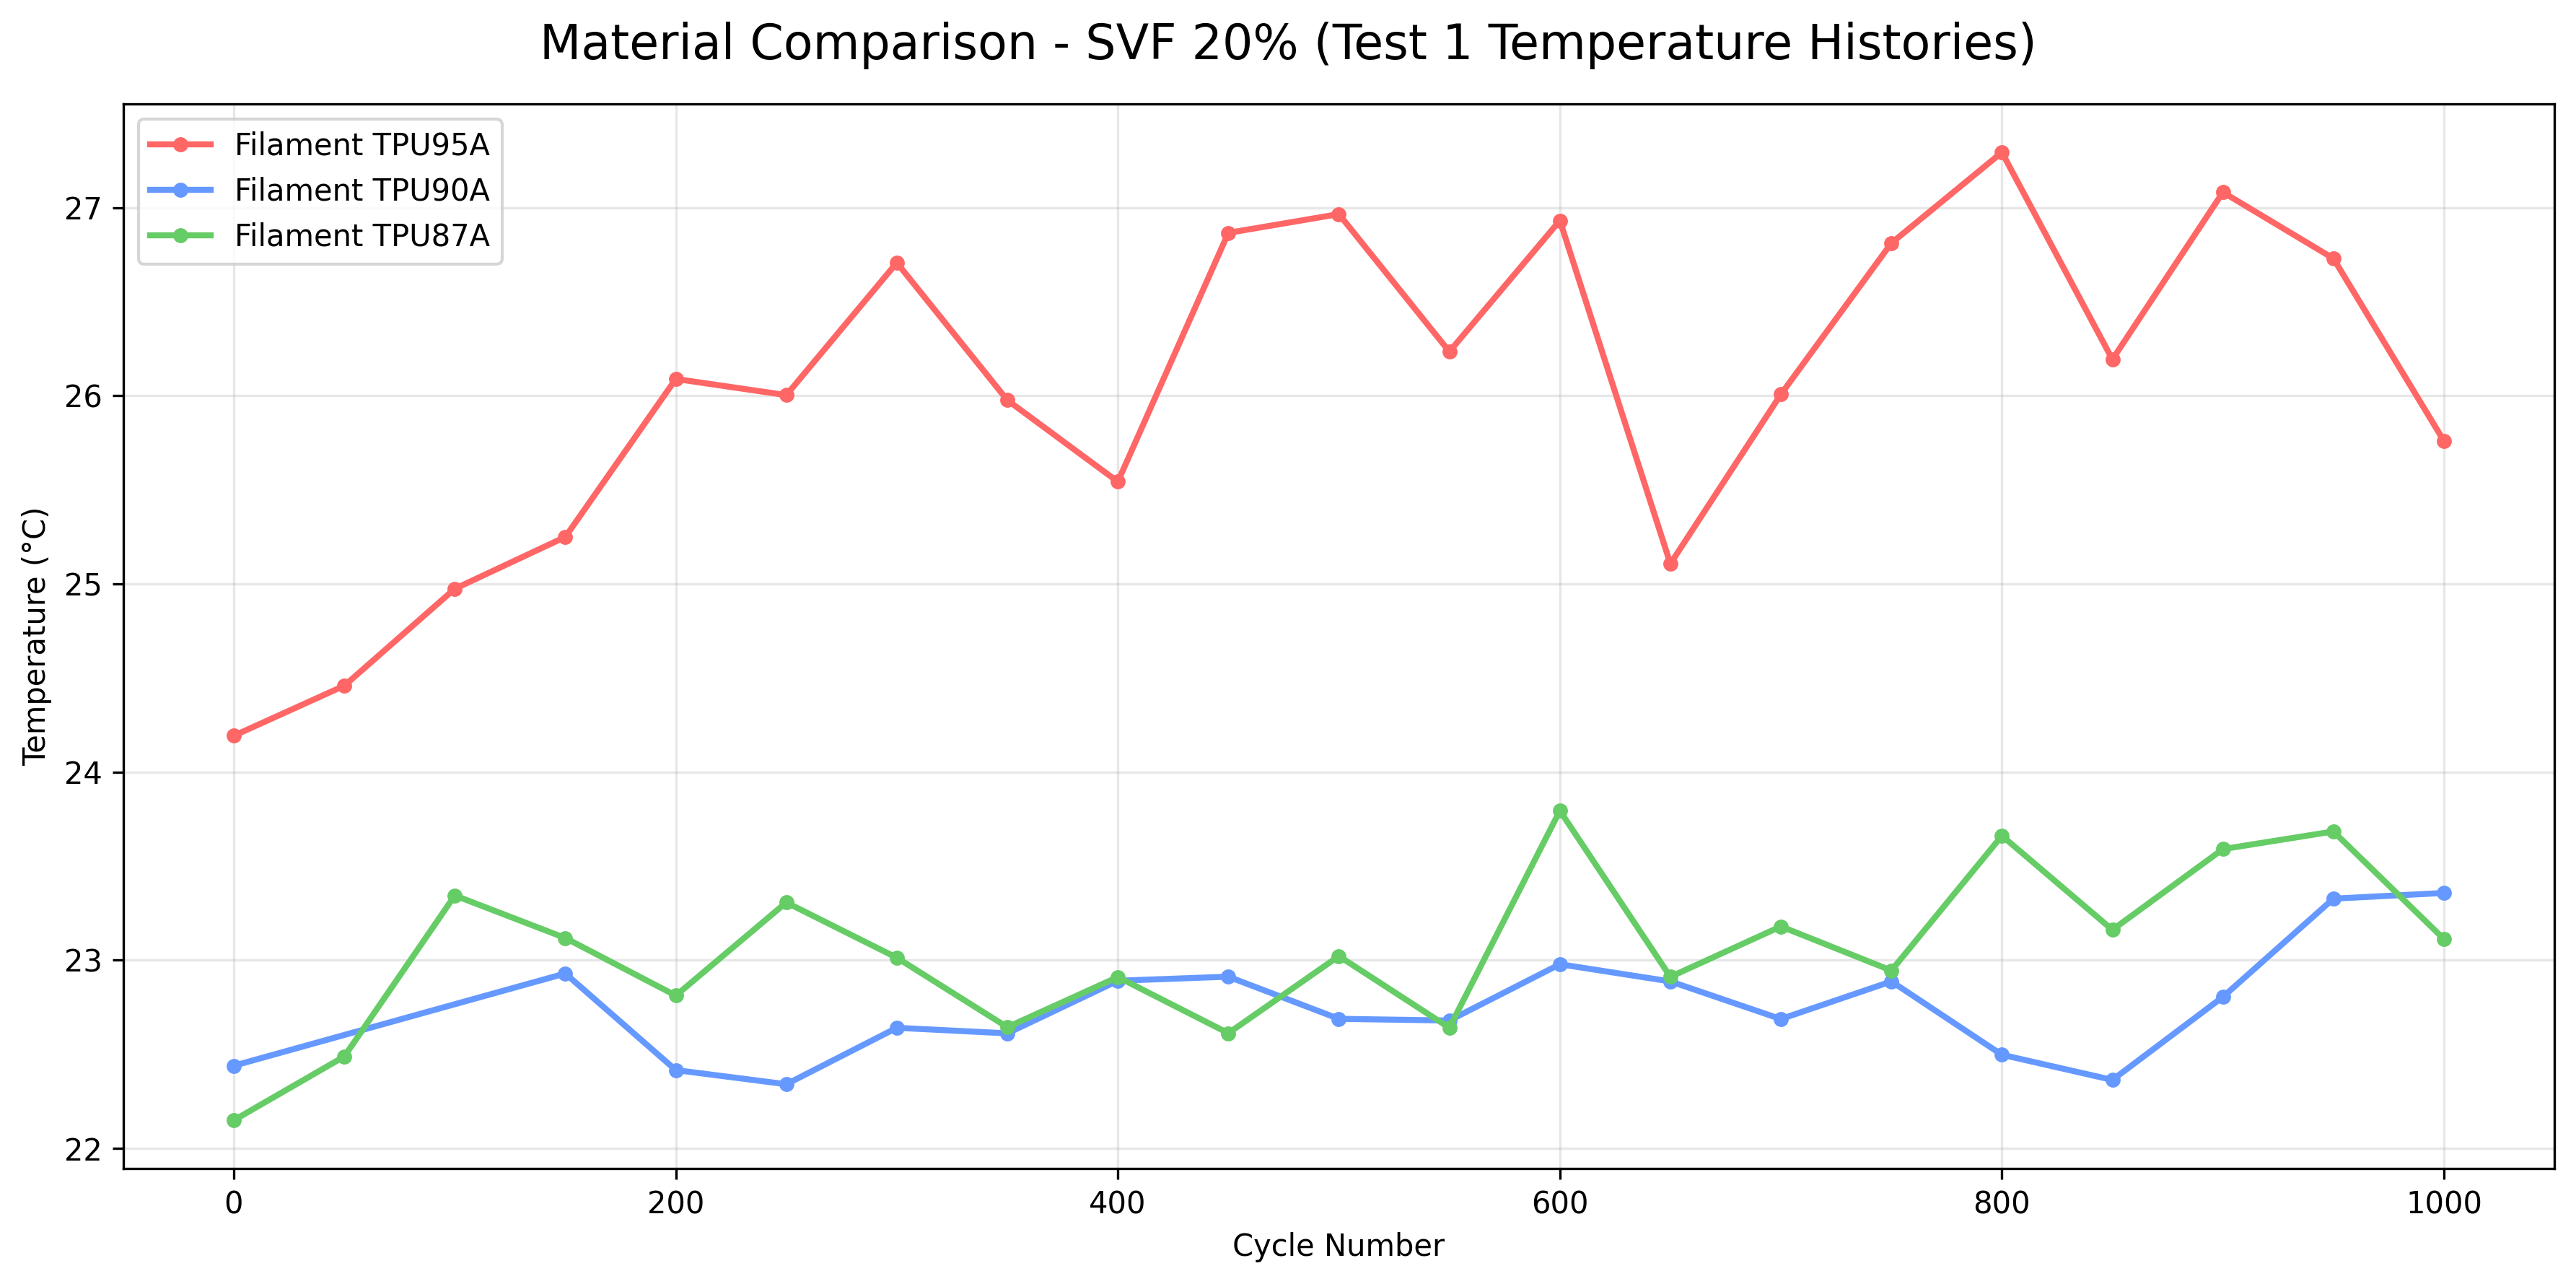 Material Comparison - SVF 20% (Test 1 Temperature Histories)
Filament TPU95A
Filament TPU90A
Filament TPU87A
Temperature (°C)
27
26
25
24
23
22
0 200 400 600 800 1000
Cycle Number